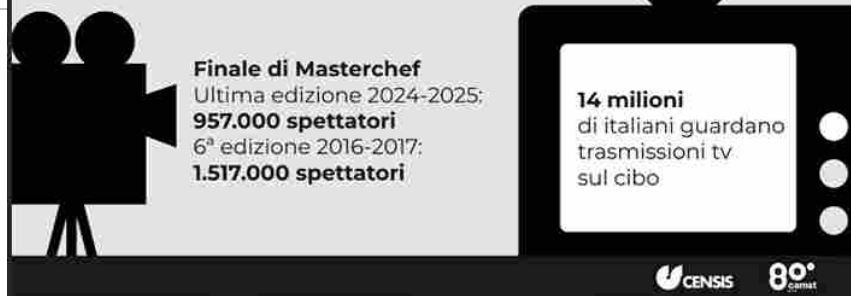 Finale di Masterchef
Ultima edizione 2024-2025:
957.000 spettatori
6ª edizione 2016-2017:
1.517.000 spettatori
14 milioni
di italiani guardano
trasmissioni tv
sul cibo
CENSIS
80°
camst